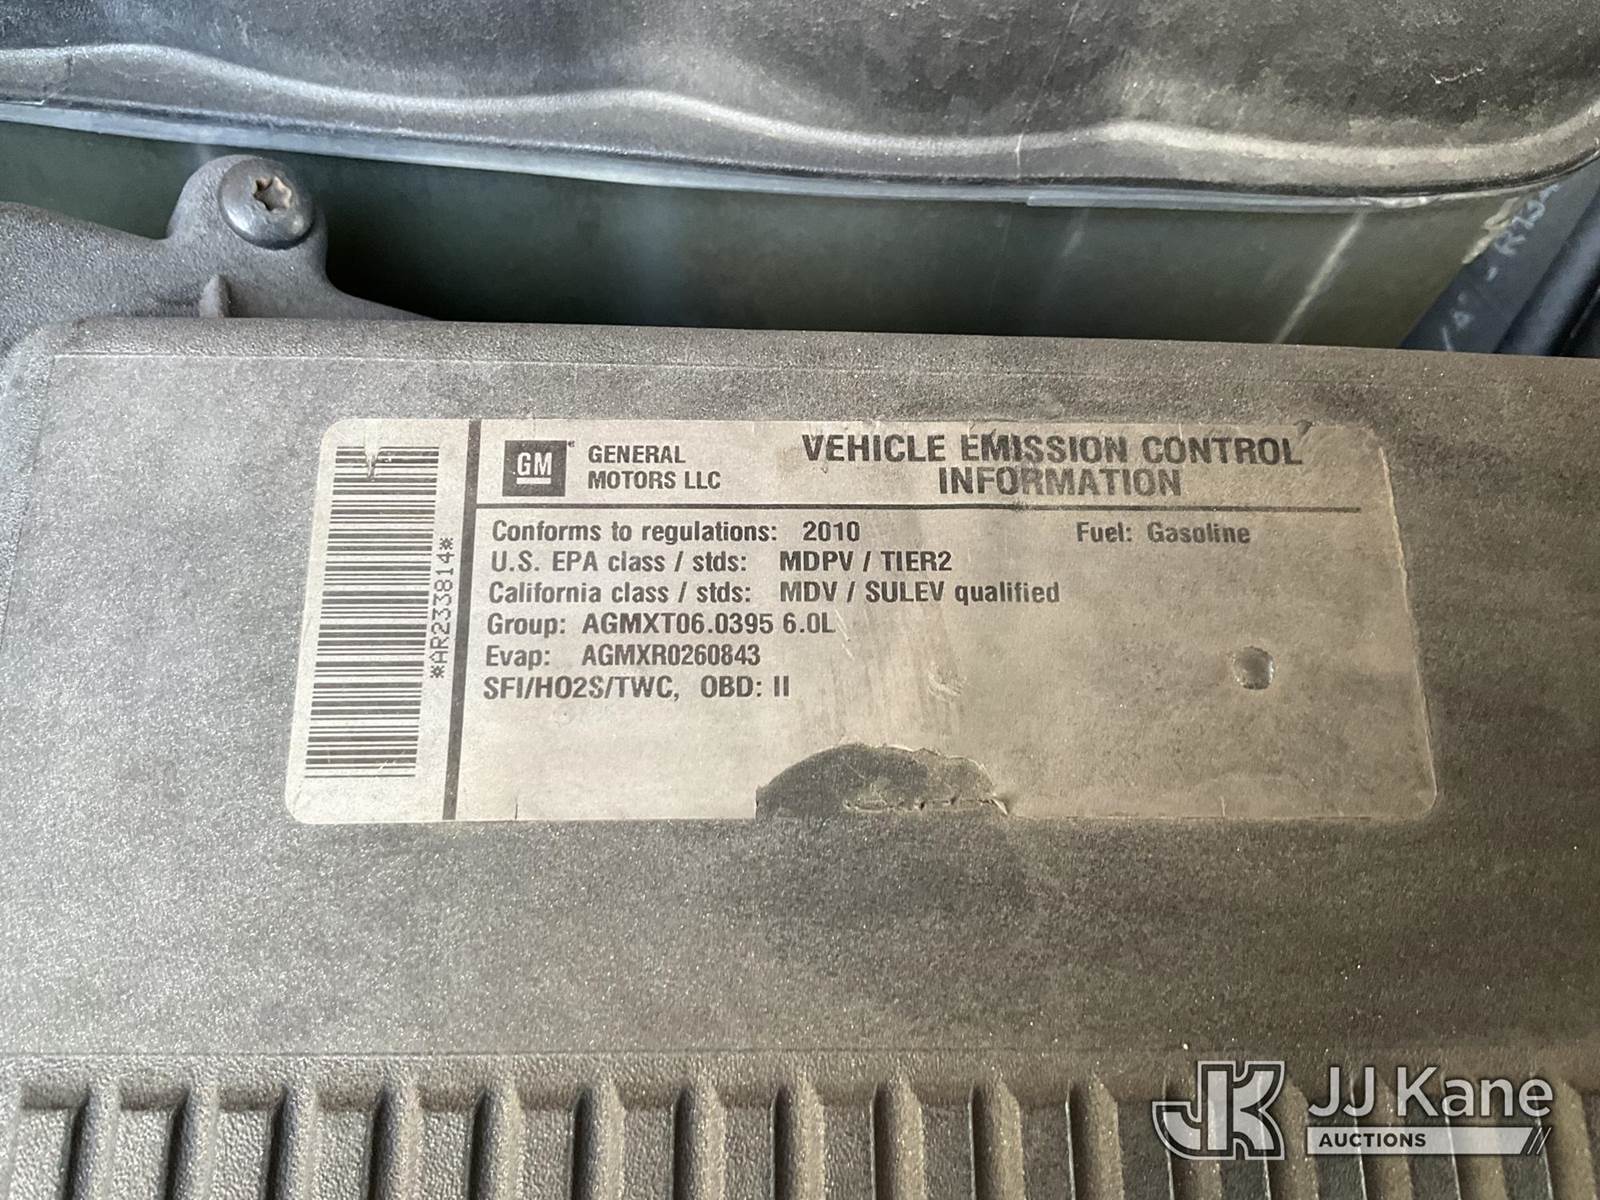 GM
GENERAL
MOTORS LLC
VEHICLE EMISSION CONTROL
INFORMATION
Conforms to regulations: 2010 Fuel: Gasoline
U.S. EPA class / stds: MDPV / TIER2
California class / stds: MDV / SULEV qualified
Group: AGMXT06.0395 6.0L
Evap: AGMXR0260843
SFI/HO2S/TWC, OBD: II
*AR233814*
JK JJ Kane
AUCTIONS